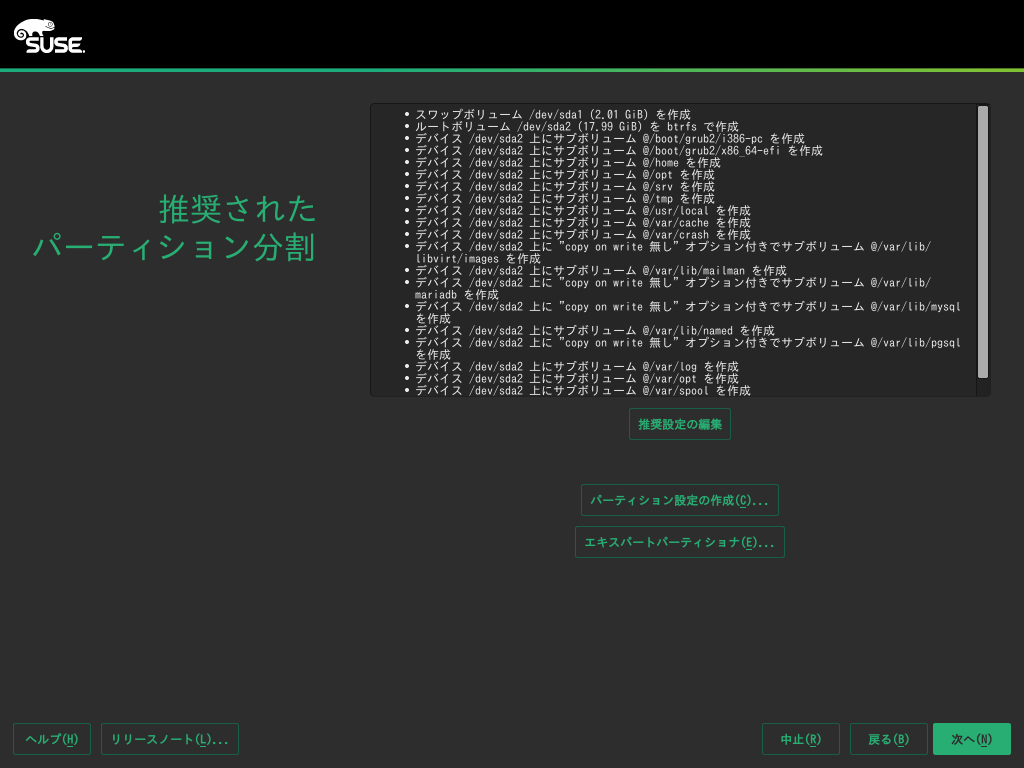 SUSE.
推奨された
パーティション分割
スワップボリューム /dev/sda1 (2.01 GiB) を作成
ルートボリューム /dev/sda2 (17.99 GiB) を btrfs で作成
デバイス /dev/sda2 上にサブボリューム @/boot/grub2/i386-pc を作成
デバイス /dev/sda2 上にサブボリューム @/boot/grub2/x86_64-efi を作成
デバイス /dev/sda2 上にサブボリューム @/home を作成
デバイス /dev/sda2 上にサブボリューム @/opt を作成
デバイス /dev/sda2 上にサブボリューム @/srv を作成
デバイス /dev/sda2 上にサブボリューム @/tmp を作成
デバイス /dev/sda2 上にサブボリューム @/usr/local を作成
デバイス /dev/sda2 上にサブボリューム @/var/cache を作成
デバイス /dev/sda2 上にサブボリューム @/var/crash を作成
デバイス /dev/sda2 上に "copy on write 無し" オプション付きでサブボリューム @/var/lib/
libvirt/images を作成
デバイス /dev/sda2 上にサブボリューム @/var/lib/mailman を作成
デバイス /dev/sda2 上に "copy on write 無し" オプション付きでサブボリューム @/var/lib/
mariadb を作成
デバイス /dev/sda2 上に "copy on write 無し" オプション付きでサブボリューム @/var/lib/mysql
を作成
デバイス /dev/sda2 上にサブボリューム @/var/lib/named を作成
デバイス /dev/sda2 上に "copy on write 無し" オプション付きでサブボリューム @/var/lib/pgsql
を作成
デバイス /dev/sda2 上にサブボリューム @/var/log を作成
デバイス /dev/sda2 上にサブボリューム @/var/opt を作成
デバイス /dev/sda2 上にサブボリューム @/var/spool を作成
推奨設定の編集
パーティション設定の作成(C)...
エキスパートパーティショナ(E)...
ヘルプ(H) リリースノート(L)... 中止(R) 戻る(B) 次へ(N)